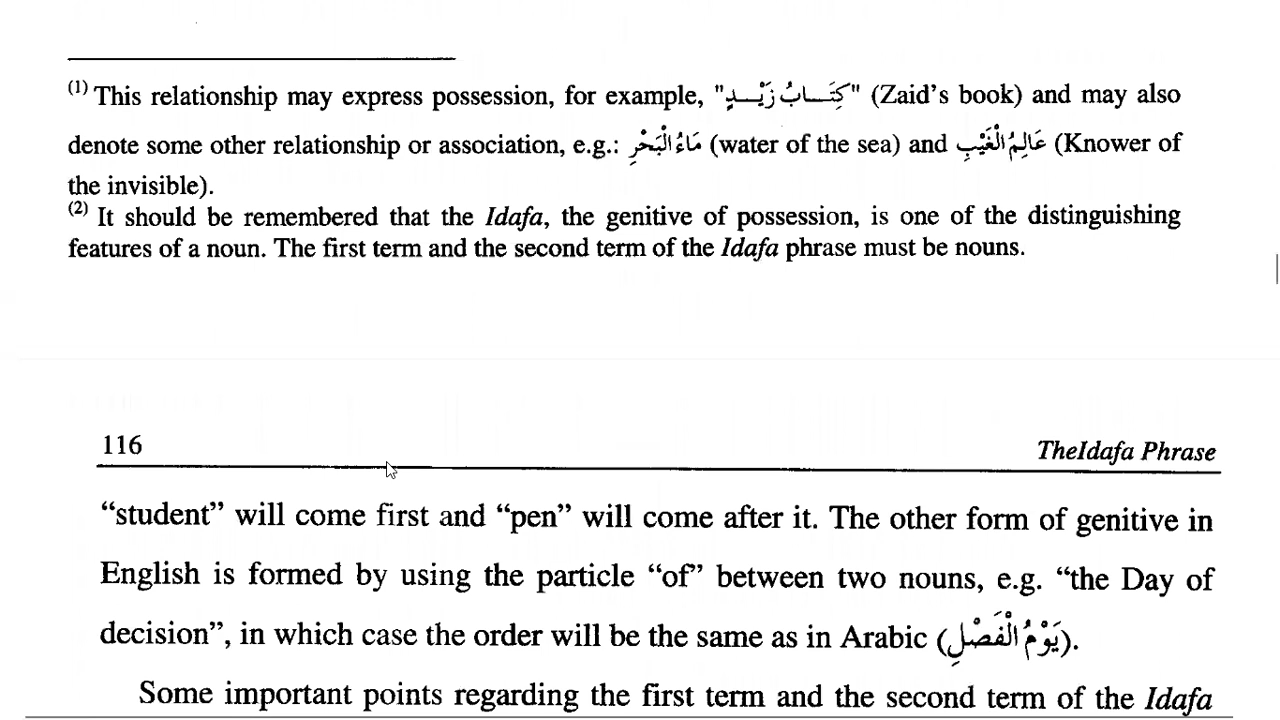 (1) This relationship may express possession, for example, "كِتَـــابُ زَيْـــدٍ" (Zaid's book) and may also
denote some other relationship or association, e.g.: مَاءُ الْبَحْرِ (water of the sea) and عَالِمُ الْغَيْبِ (Knower of
the invisible).
(2) It should be remembered that the Idafa, the genitive of possession, is one of the distinguishing
features of a noun. The first term and the second term of the Idafa phrase must be nouns.
116
TheIdafa Phrase
“student” will come first and “pen” will come after it. The other form of genitive in
English is formed by using the particle “of” between two nouns, e.g. “the Day of
decision”, in which case the order will be the same as in Arabic (يَوْمُ الْفَصْلِ).
Some important points regarding the first term and the second term of the Idafa